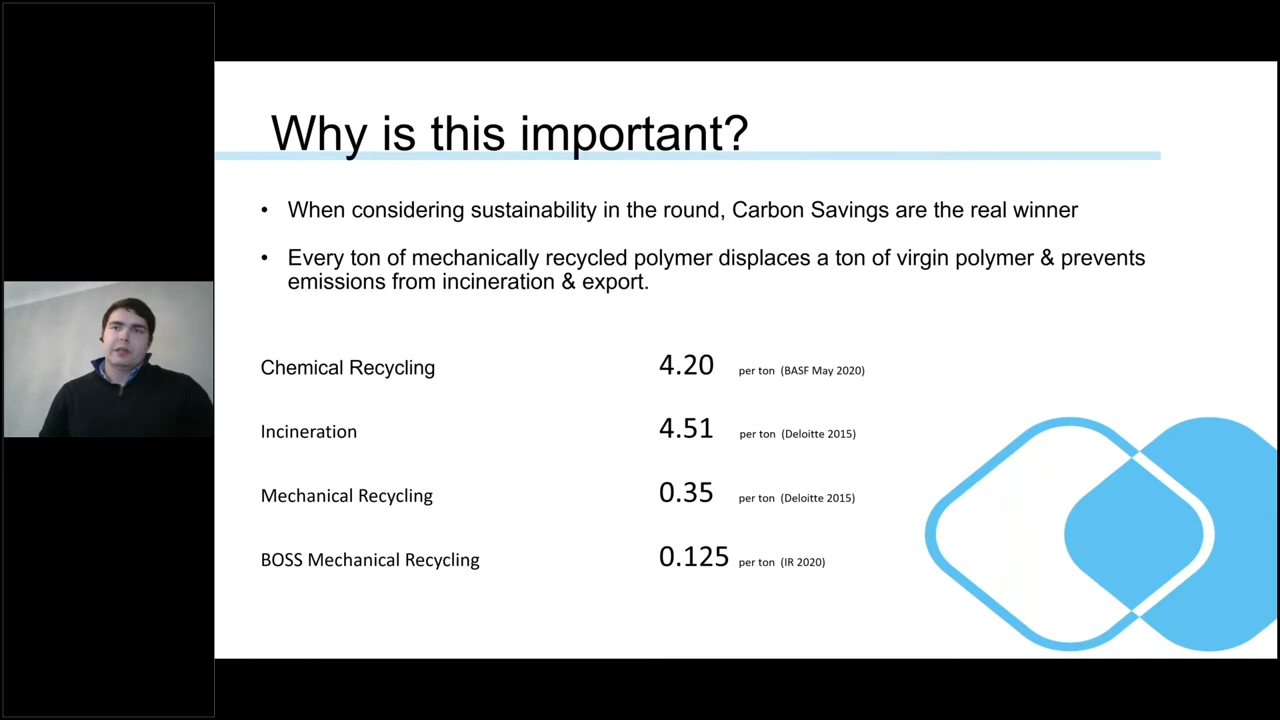 Why is this important?
• When considering sustainability in the round, Carbon Savings are the real winner
• Every ton of mechanically recycled polymer displaces a ton of virgin polymer & prevents
emissions from incineration & export.
Chemical Recycling 4.20 per ton (BASF May 2020)
Incineration 4.51 per ton (Deloitte 2015)
Mechanical Recycling 0.35 per ton (Deloitte 2015)
BOSS Mechanical Recycling 0.125 per ton (IR 2020)